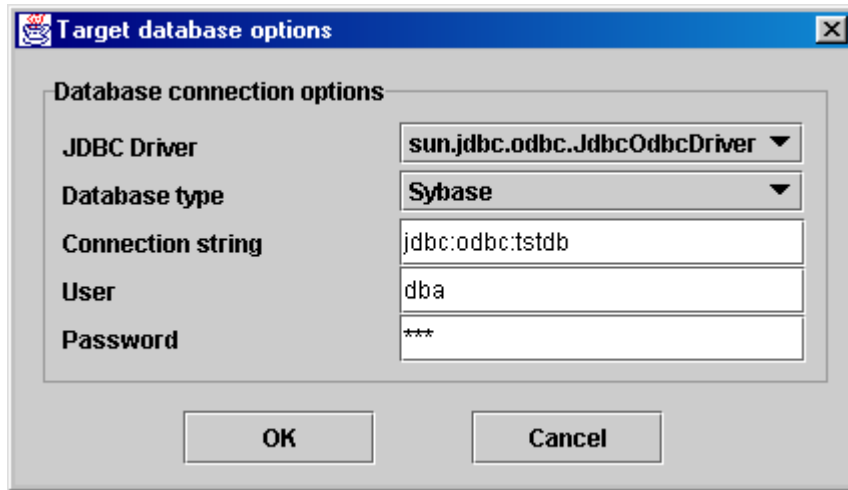 Target database options
Database connection options
JDBC Driver sun.jdbc.odbc.JdbcOdbcDriver
Database type Sybase
Connection string jdbc:odbc:tstdb
User dba
Password ***
OK Cancel